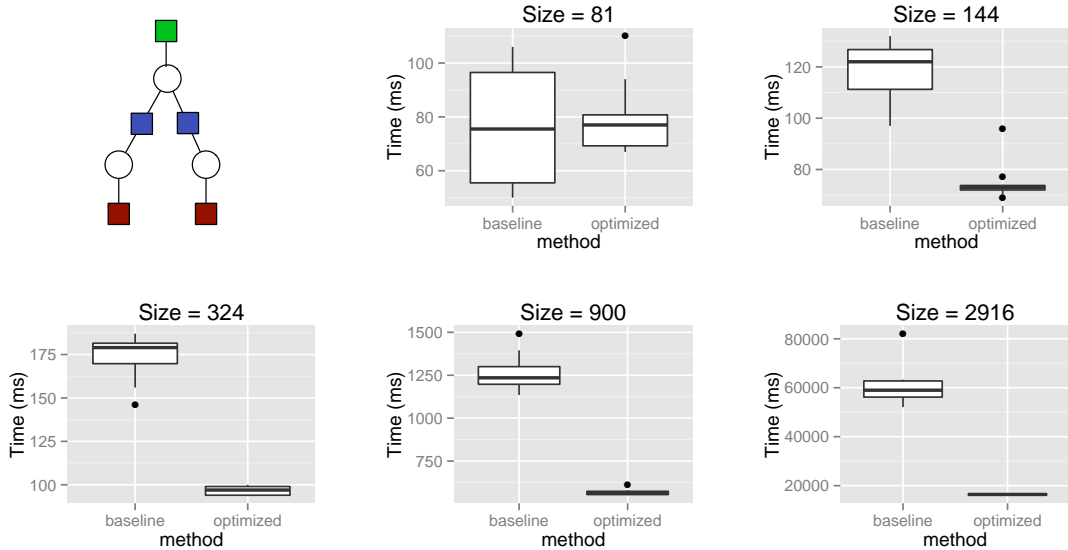 Size = 81
Time (ms)
100
80
60
baseline
optimized
method
Size = 144
Time (ms)
120
100
80
baseline
optimized
method
Size = 324
Time (ms)
175
150
125
100
baseline
optimized
method
Size = 900
Time (ms)
1500
1250
1000
750
baseline
optimized
method
Size = 2916
Time (ms)
80000
60000
40000
20000
baseline
optimized
method